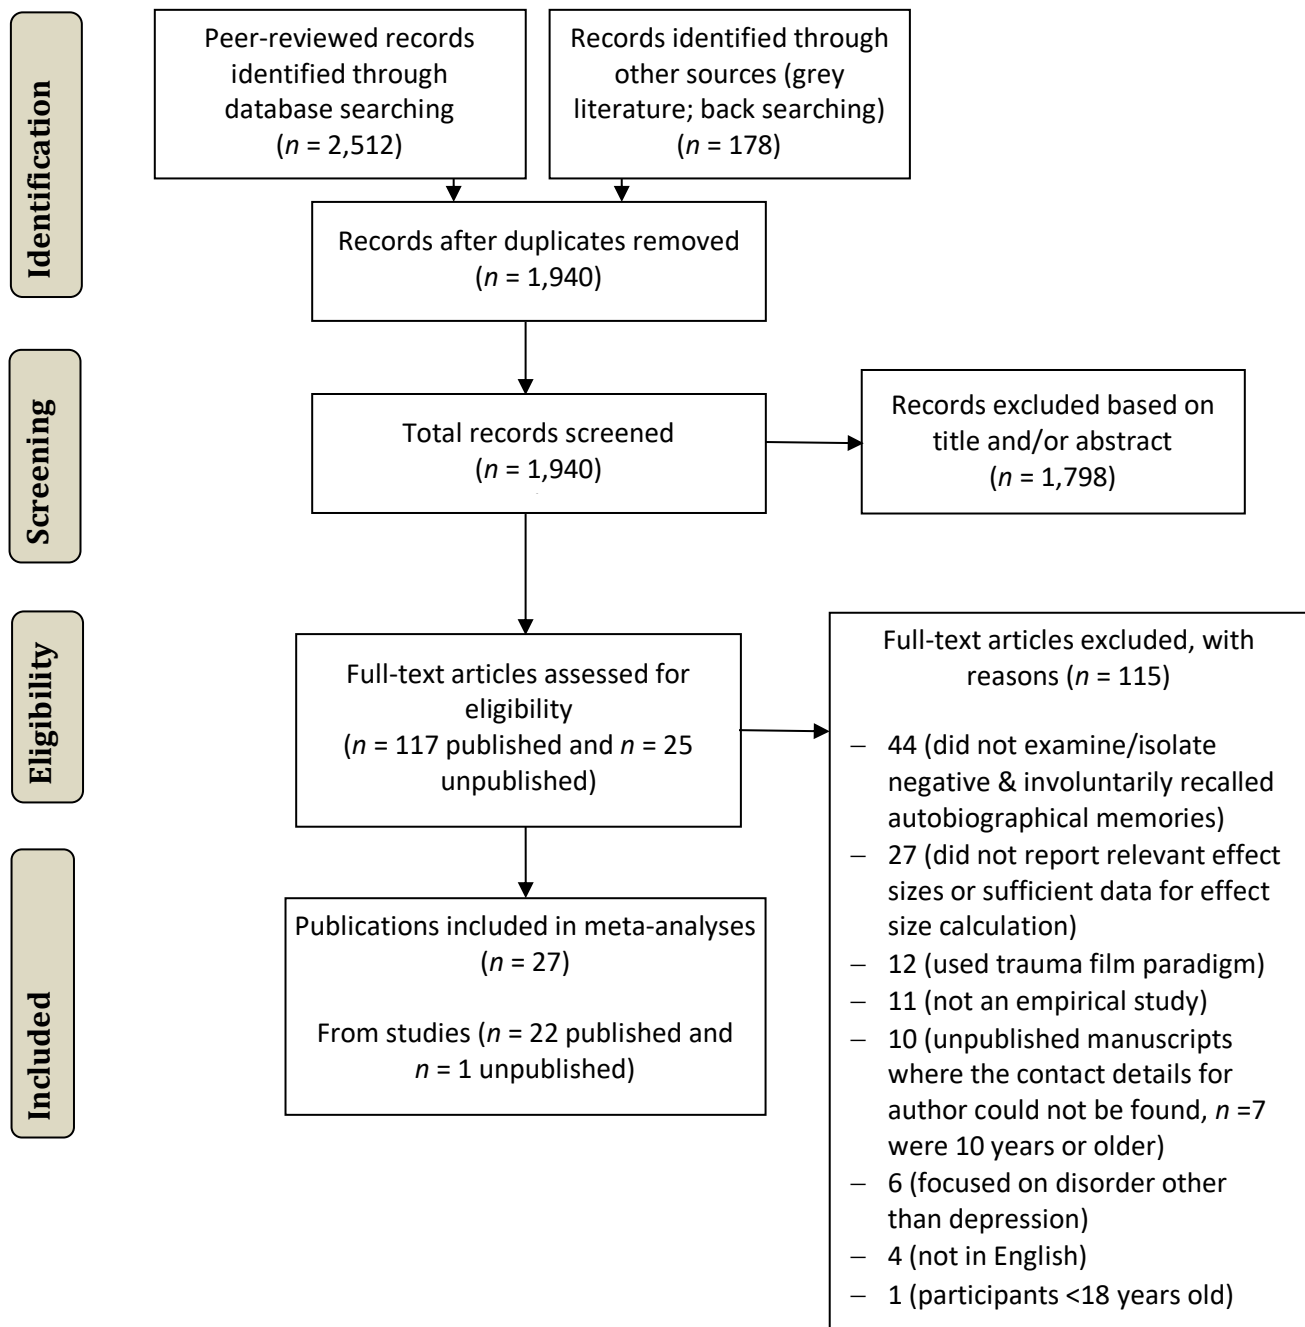 Identification
Peer-reviewed records
identified through
database searching
(n = 2,512)
Records identified through
other sources (grey
literature; back searching)
(n = 178)
Records after duplicates removed
(n = 1,940)
Screening
Total records screened
(n = 1,940)
Records excluded based on
title and/or abstract
(n = 1,798)
Eligibility
Full-text articles assessed for
eligibility
(n = 117 published and n = 25
unpublished)
Full-text articles excluded, with
reasons (n = 115)
– 44 (did not examine/isolate
negative & involuntarily recalled
autobiographical memories)
– 27 (did not report relevant effect
sizes or sufficient data for effect
size calculation)
– 12 (used trauma film paradigm)
– 11 (not an empirical study)
– 10 (unpublished manuscripts
where the contact details for
author could not be found, n =7
were 10 years or older)
– 6 (focused on disorder other
than depression)
– 4 (not in English)
– 1 (participants <18 years old)
Included
Publications included in meta-analyses
(n = 27)
From studies (n = 22 published and
n = 1 unpublished)